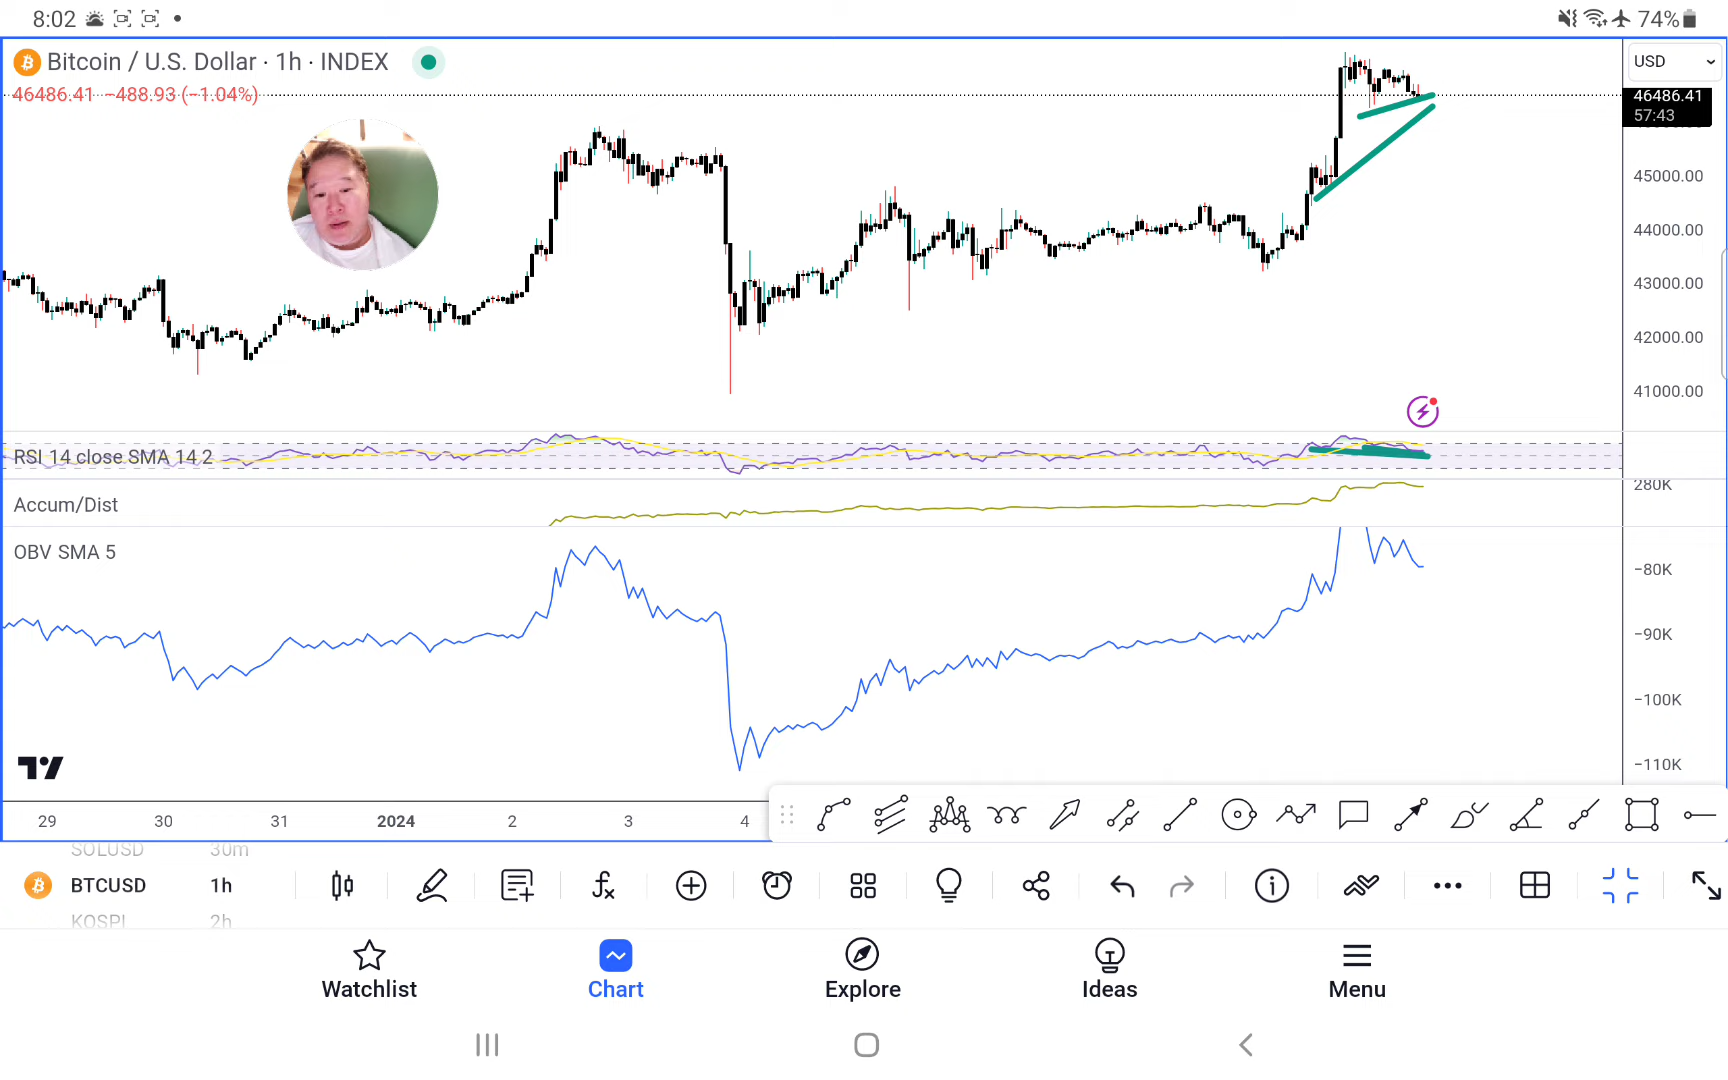 8:02
74%
Bitcoin / U.S. Dollar · 1h · INDEX
USD
46486.41 −488.93 (−1.04%)
46486.41
57:43
45000.00
44000.00
43000.00
42000.00
41000.00
RSI 14 close SMA 14 2
280K
Accum/Dist
OBV SMA 5
−80K
−90K
−100K
−110K
29 30 31 2024 2 3 4
SOLUSD 30m
BTCUSD 1h
KOSPI 2h
Watchlist Chart Explore Ideas Menu